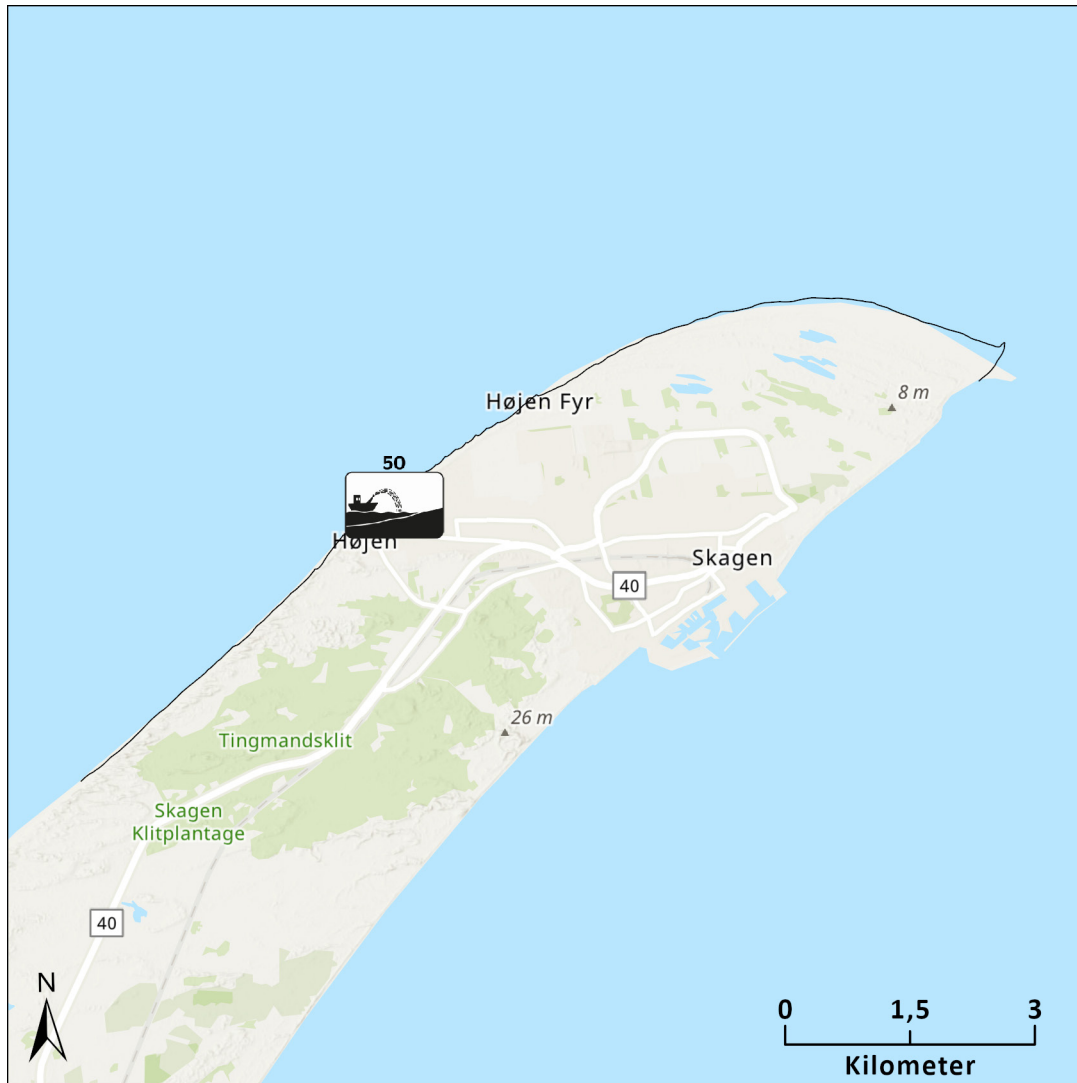 Højen Fyr
8 m
50
Højen
Skagen
40
26 m
Tingmandsklit
Skagen
Klitplantage
40
N
0 1,5 3
Kilometer